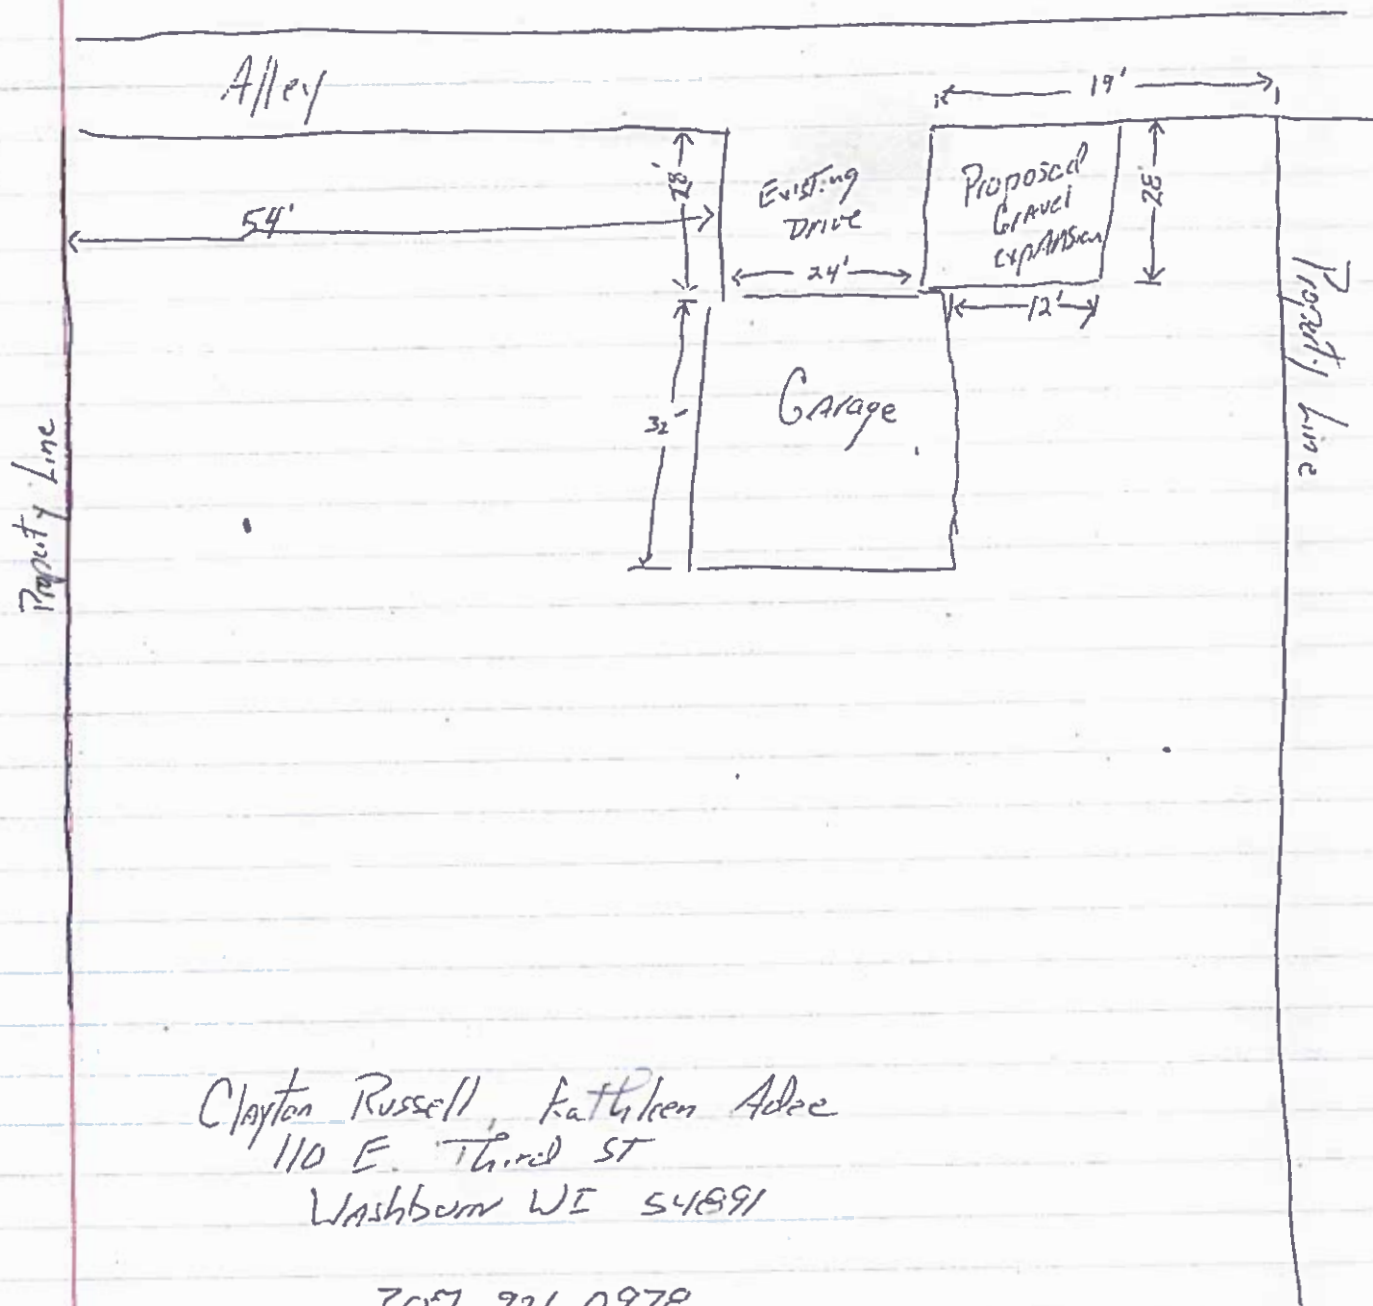 Alley
19'
28'
54'
Existing
Drive
24'
Proposed
Gravel
expansion
28'
12'
32'
Garage
Property Line
Property Line
Clayton Russell, Kathleen Adee
110 E. Third ST
Washburn WI 54891